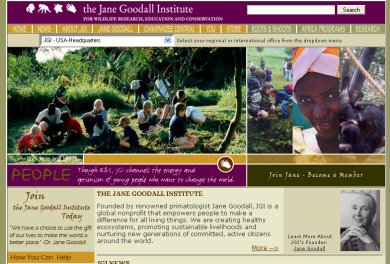 the Jane Goodall Institute
FOR WILDLIFE RESEARCH, EDUCATION AND CONSERVATION
Search
HOME | NEWS | ABOUT JGI | JANE GOODALL | CHIMPANZEE CENTRAL | YOU | STORE | ROOTS & SHOOTS | AFRICA PROGRAMS | RESEARCH
JGI - USA-Headquarters
Select your regional or international office from the dropdown menu
PEOPLE
Though R&S, JGI channels the energy and
optimism of young people who want to change the world.
Join Jane - Become a Member
Join
the Jane Goodall Institute
Today
"We have a choice to use the gift
of our lives to make the world a
better place." -Dr. Jane Goodall
How You Can Help
THE JANE GOODALL INSTITUTE
Founded by renowned primatologist Jane Goodall, JGI is a
global nonprofit that empowers people to make a
difference for all living things. We are creating healthy
ecosystems, promoting sustainable livelihoods and
nurturing new generations of committed, active citizens
around the world.
More -->
Learn More About
JGI's Founder:
Jane Goodall
JGI NEWS